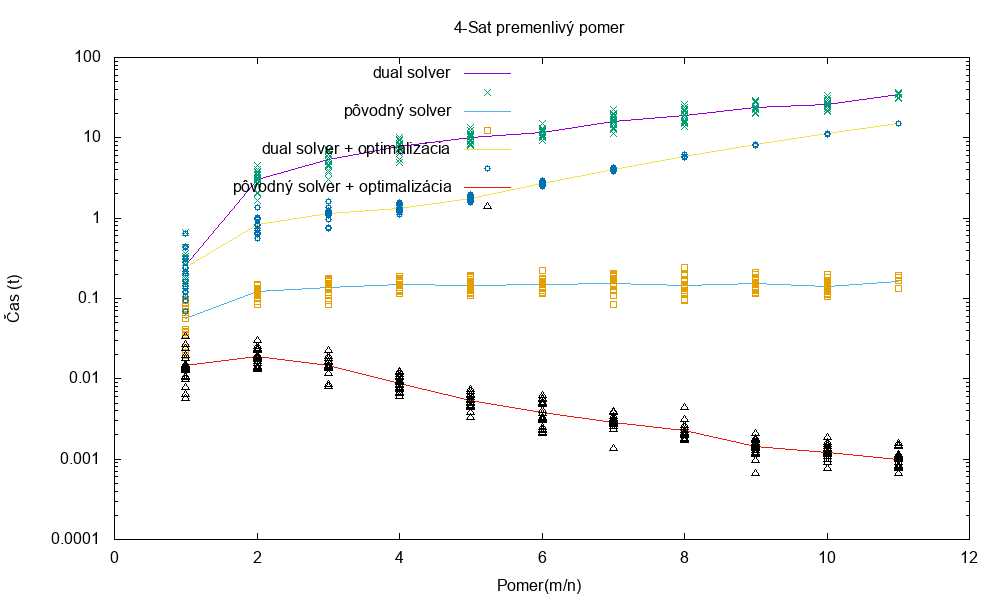 4-Sat premenlivý pomer
100
10
1
0.1
0.01
0.001
0.0001
0
2
4
6
8
10
12
Čas (t)
Pomer(m/n)
dual solver
pôvodný solver
dual solver + optimalizácia
pôvodný solver + optimalizácia